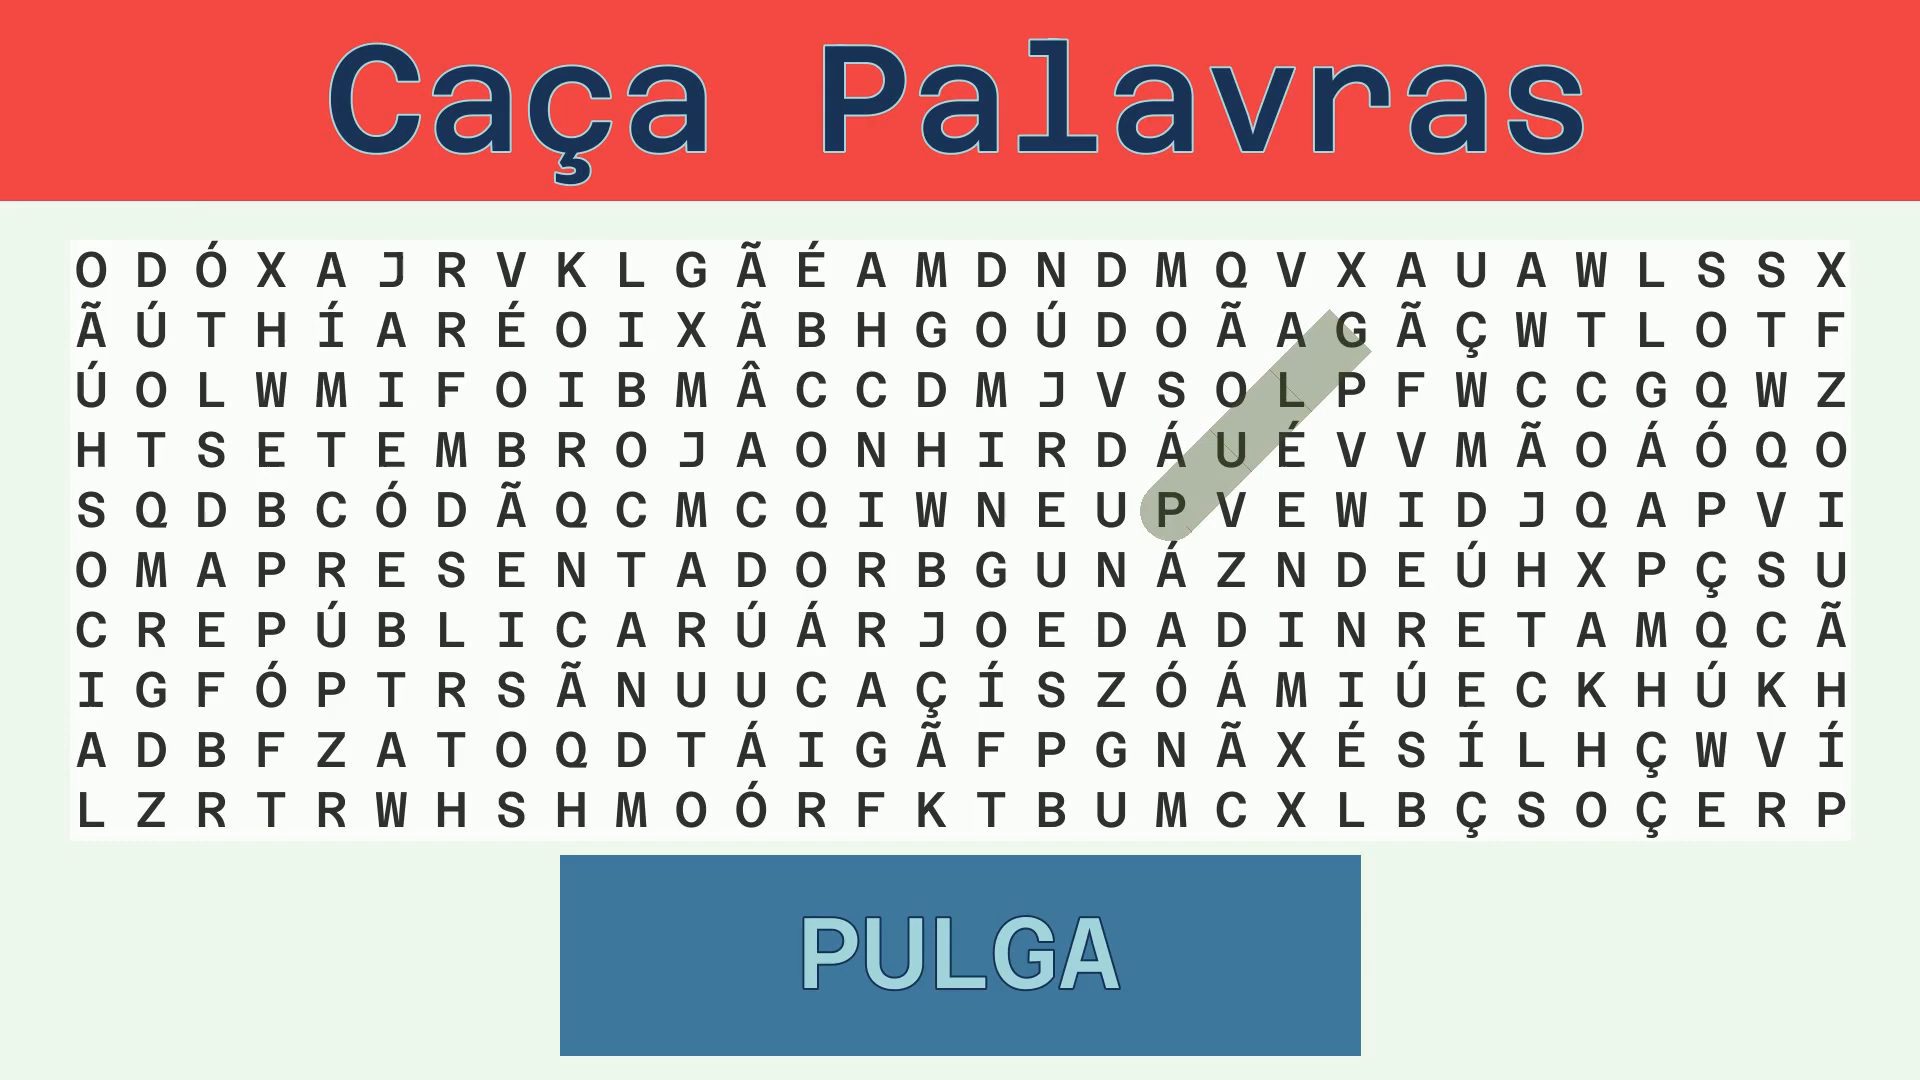 Caça Palavras
O D Ó X A J R V K L G Ã É A M D N D M Q V X A U A W L S S X
Ã Ú T H Í A R É O I X Ã B H G O Ú D O Ã A G Ã Ç W T L O T F
Ú O L W M I F O I B M Â C C D M J V S O L P F W C C G Q W Z
H T S E T E M B R O J A O N H I R D Á U É V V M Ã O Á Ó Q O
S Q D B C Ó D Ã Q C M C Q I W N E U P V E W I D J Q A P V I
O M A P R E S E N T A D O R B G U N Á Z N D E Ú H X P Ç S U
C R E P Ú B L I C A R Ú Á R J O E D A D I N R E T A M Q C Ã
I G F Ó P T R S Ã N U U C A Ç Í S Z Ó Á M I Ú E C K H Ú K H
A D B F Z A T O Q D T Á I G Ã F P G N Ã X É S Í L H Ç W V Í
L Z R T R W H S H M O Ó R F K T B U M C X L B Ç S O Ç E R P
PULGA